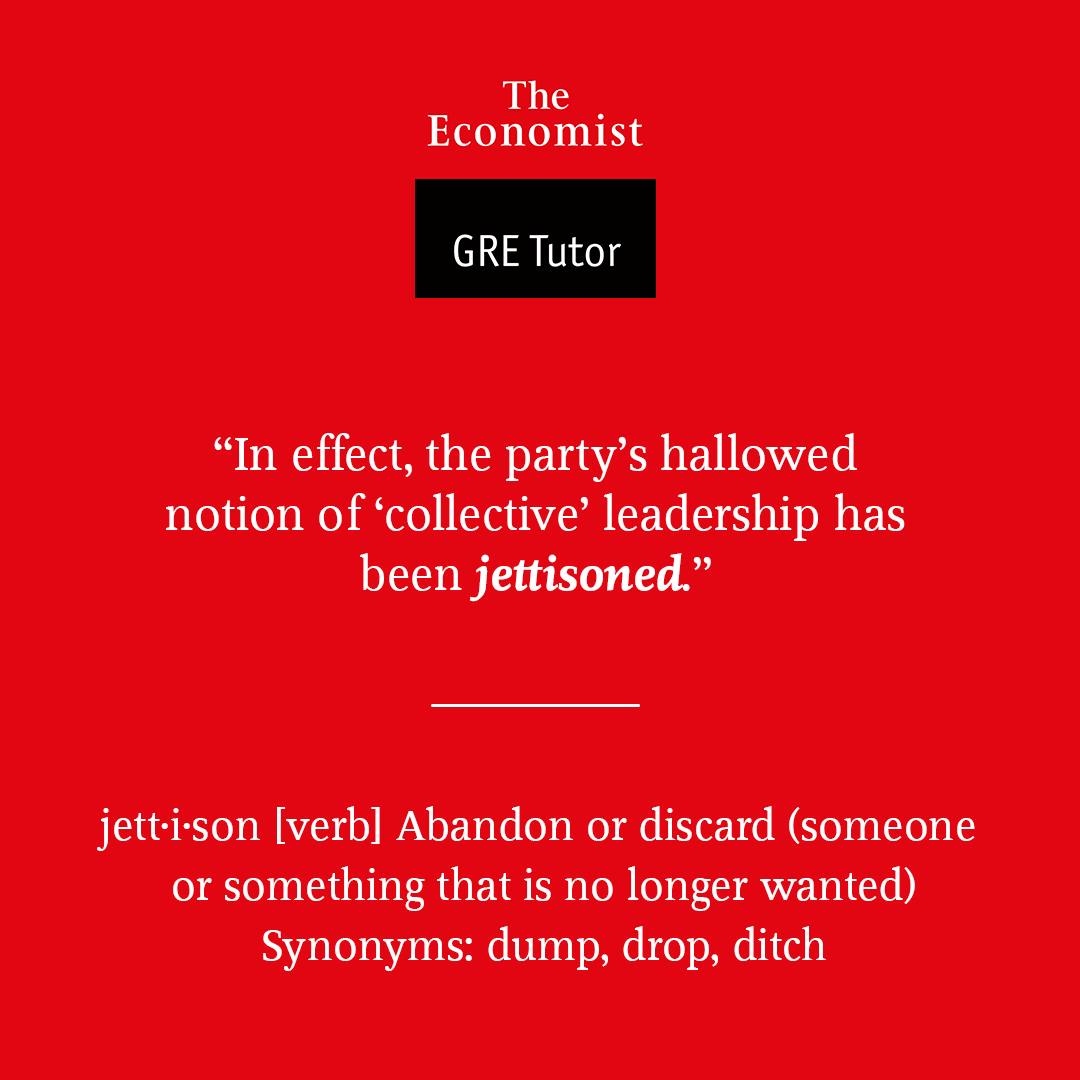 The
Economist
GRE Tutor
“In effect, the party’s hallowed
notion of ‘collective’ leadership has
been jettisoned.”
jett·i·son [verb] Abandon or discard (someone
or something that is no longer wanted)
Synonyms: dump, drop, ditch